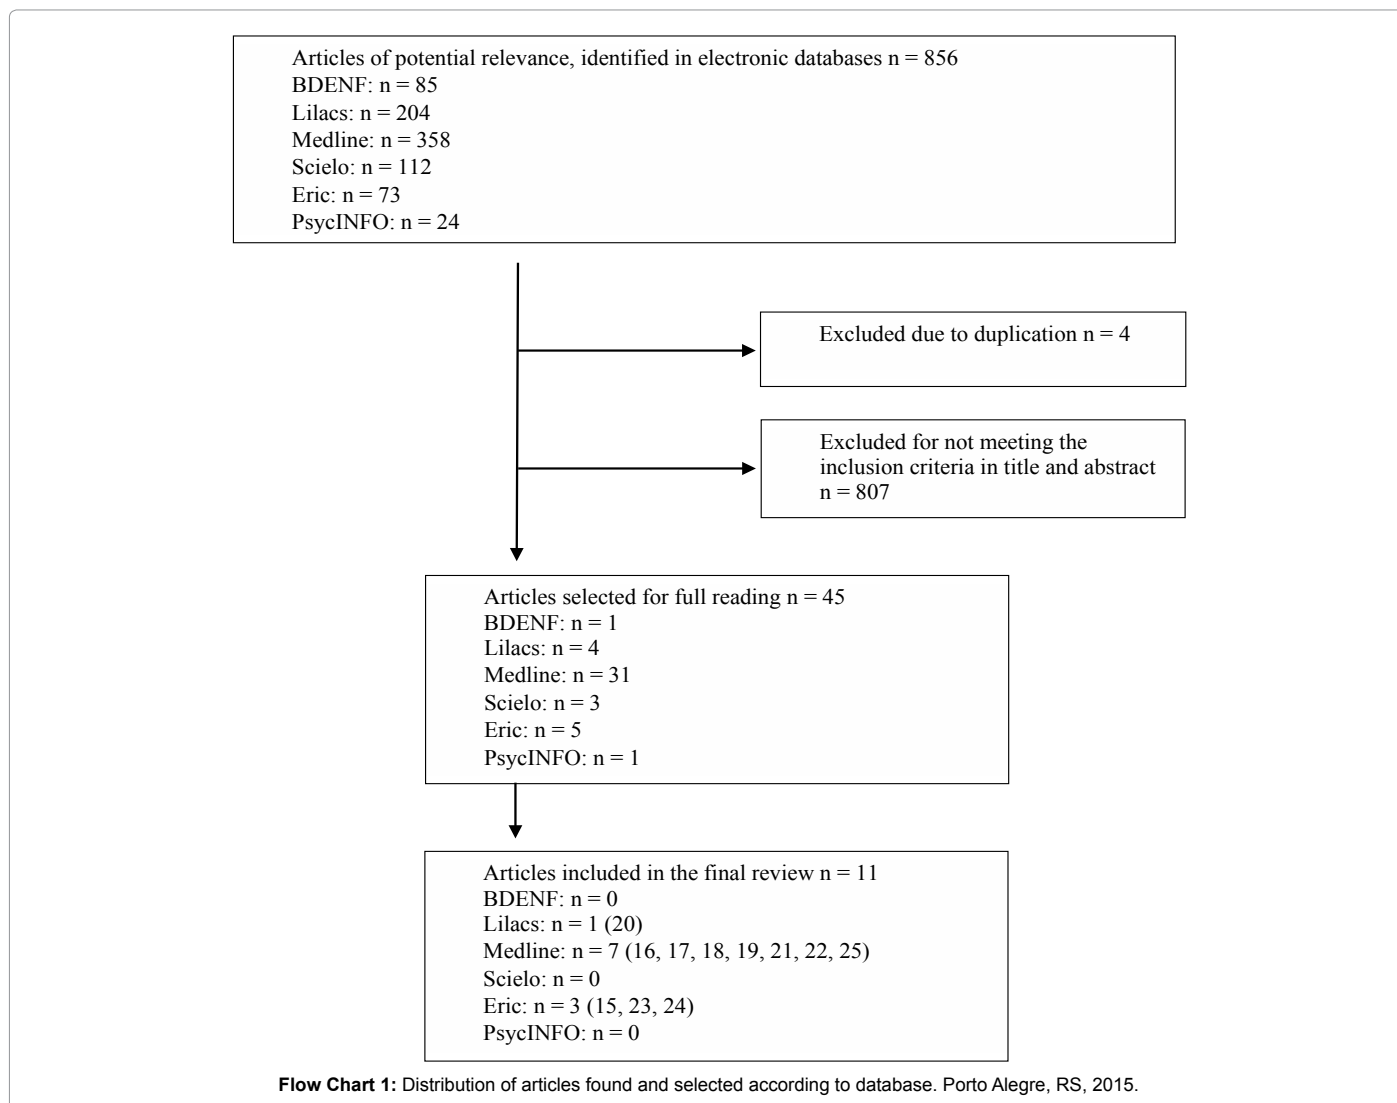 Articles of potential relevance, identified in electronic databases n = 856
BDENF: n = 85
Lilacs: n = 204
Medline: n = 358
Scielo: n = 112
Eric: n = 73
PsycINFO: n = 24
Excluded due to duplication n = 4
Excluded for not meeting the
inclusion criteria in title and abstract
n = 807
Articles selected for full reading n = 45
BDENF: n = 1
Lilacs: n = 4
Medline: n = 31
Scielo: n = 3
Eric: n = 5
PsycINFO: n = 1
Articles included in the final review n = 11
BDENF: n = 0
Lilacs: n = 1 (20)
Medline: n = 7 (16, 17, 18, 19, 21, 22, 25)
Scielo: n = 0
Eric: n = 3 (15, 23, 24)
PsycINFO: n = 0
Flow Chart 1: Distribution of articles found and selected according to database. Porto Alegre, RS, 2015.